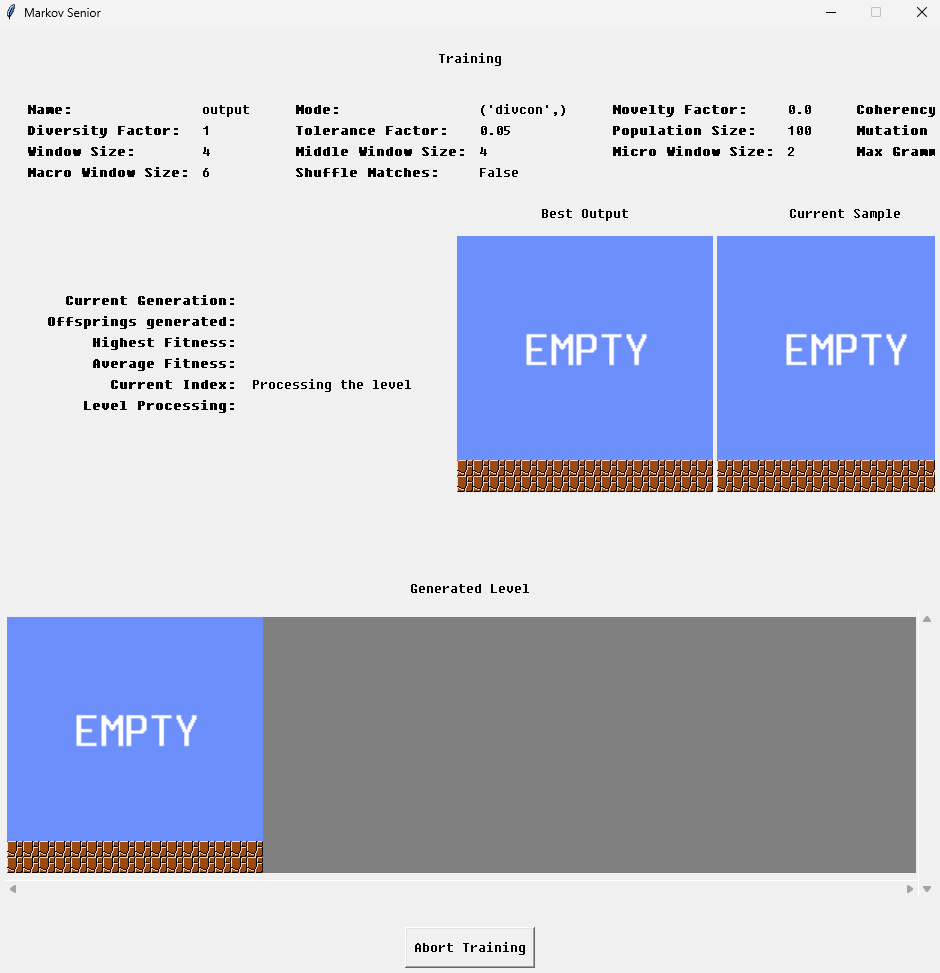 Markov Senior
Training
Name: output Mode: ('divcon',) Novelty Factor: 0.0 Coherency
Diversity Factor: 1 Tolerance Factor: 0.05 Population Size: 100 Mutation
Window Size: 4 Middle Window Size: 4 Micro Window Size: 2 Max Gramm
Macro Window Size: 6 Shuffle Matches: False
Best Output Current Sample
EMPTY EMPTY
Current Generation:
Offsprings generated:
Highest Fitness:
Average Fitness:
Current Index: Processing the level
Level Processing:
Generated Level
EMPTY
Abort Training